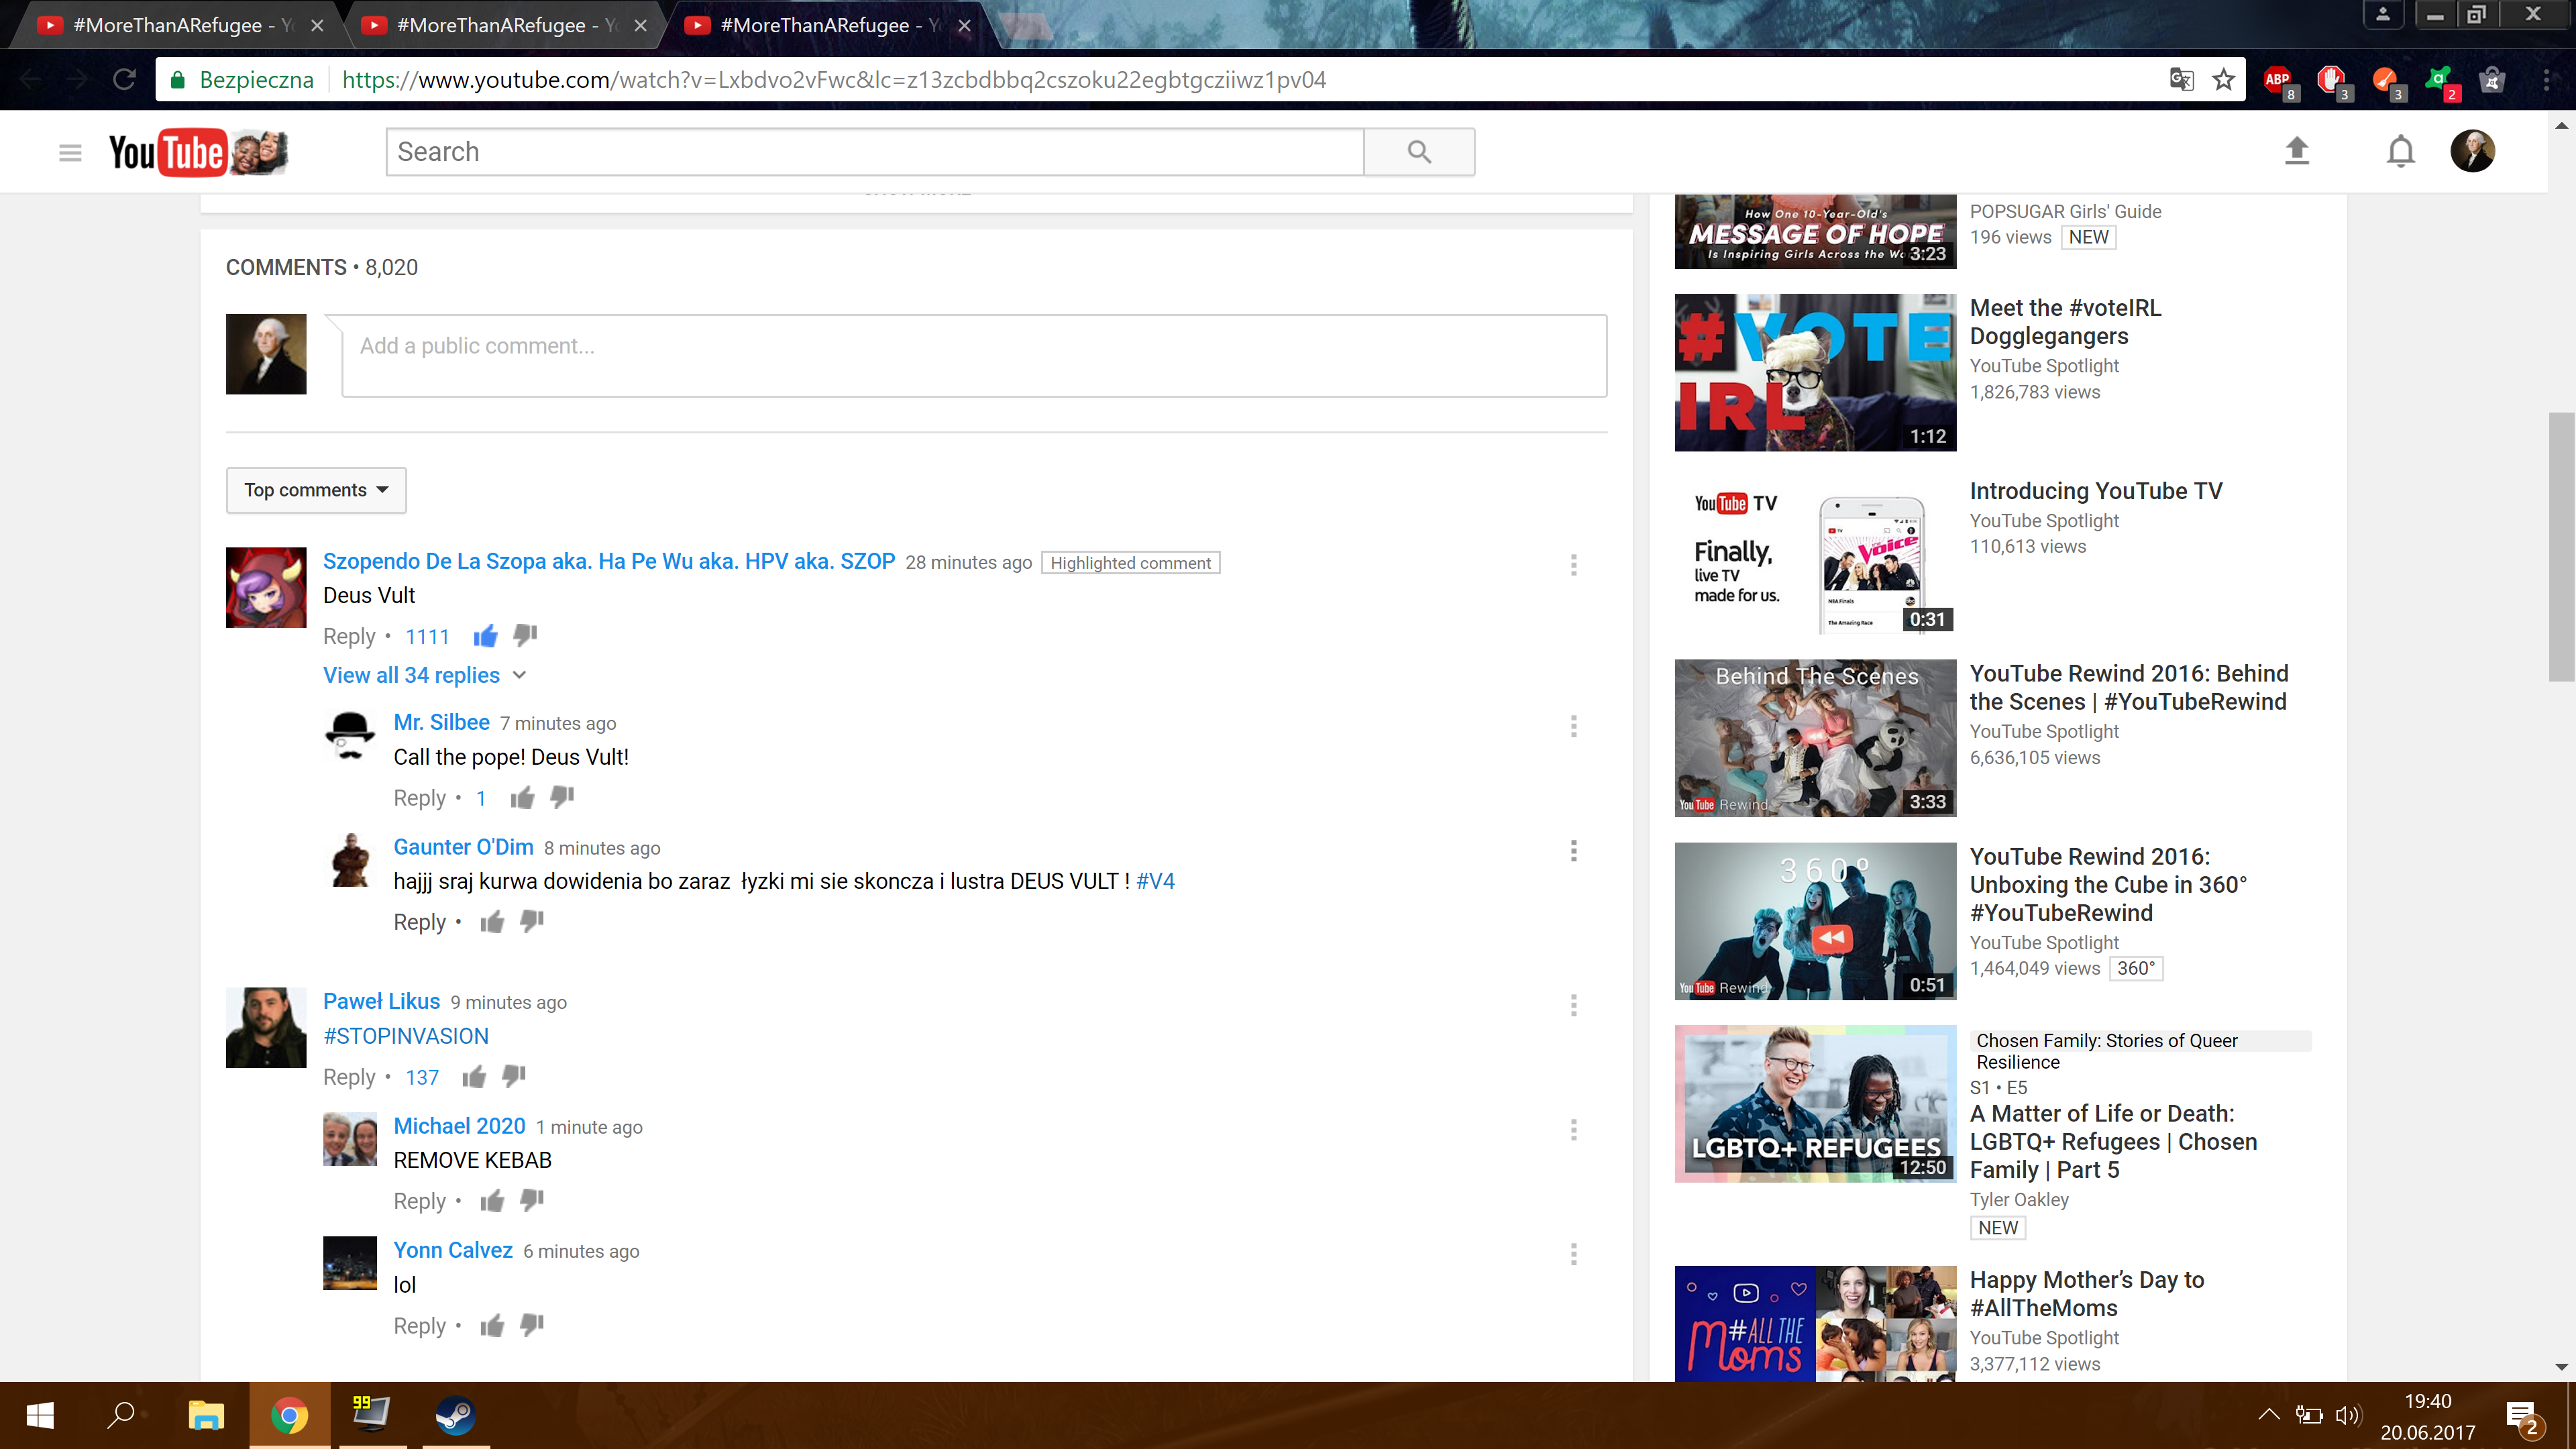 #MoreThanARefugee - Y
#MoreThanARefugee - Y
#MoreThanARefugee - Y
Bezpieczna
https://www.youtube.com/watch?v=Lxbdvo2vFwc&lc=z13zcbdbbq2cszoku22egbtgcziiwz1pv04
ABP
8
3
3
2
YouTube
Search
COMMENTS • 8,020
Add a public comment...
Top comments
Szopendo De La Szopa aka. Ha Pe Wu aka. HPV aka. SZOP 28 minutes ago Highlighted comment
Deus Vult
Reply • 1111
View all 34 replies
Mr. Silbee 7 minutes ago
Call the pope! Deus Vult!
Reply • 1
Gaunter O'Dim 8 minutes ago
hajjj sraj kurwa dowidenia bo zaraz łyzki mi sie skoncza i lustra DEUS VULT ! #V4
Reply •
Paweł Likus 9 minutes ago
#STOPINVASION
Reply • 137
Michael 2020 1 minute ago
REMOVE KEBAB
Reply •
Yonn Calvez 6 minutes ago
lol
Reply •
How One 10-Year-Old's
MESSAGE OF HOPE
Is Inspiring Girls Across the
3:23
POPSUGAR Girls' Guide
196 views NEW
#VOTE
IRL
1:12
Meet the #voteIRL
Dogglegangers
YouTube Spotlight
1,826,783 views
YouTube TV
Finally,
live TV
made for us.
Voice
NBA Finals
The Amazing Race
0:31
Introducing YouTube TV
YouTube Spotlight
110,613 views
Behind The Scenes
YouTube Rewind
3:33
YouTube Rewind 2016: Behind
the Scenes | #YouTubeRewind
YouTube Spotlight
6,636,105 views
360°
YouTube Rewind
0:51
YouTube Rewind 2016:
Unboxing the Cube in 360°
#YouTubeRewind
YouTube Spotlight
1,464,049 views 360°
LGBTQ+ REFUGEES
12:50
Chosen Family: Stories of Queer
Resilience
S1 • E5
A Matter of Life or Death:
LGBTQ+ Refugees | Chosen
Family | Part 5
Tyler Oakley
NEW
#ALL THE
Moms
Happy Mother's Day to
#AllTheMoms
YouTube Spotlight
3,377,112 views
99
19:40
20.06.2017
2